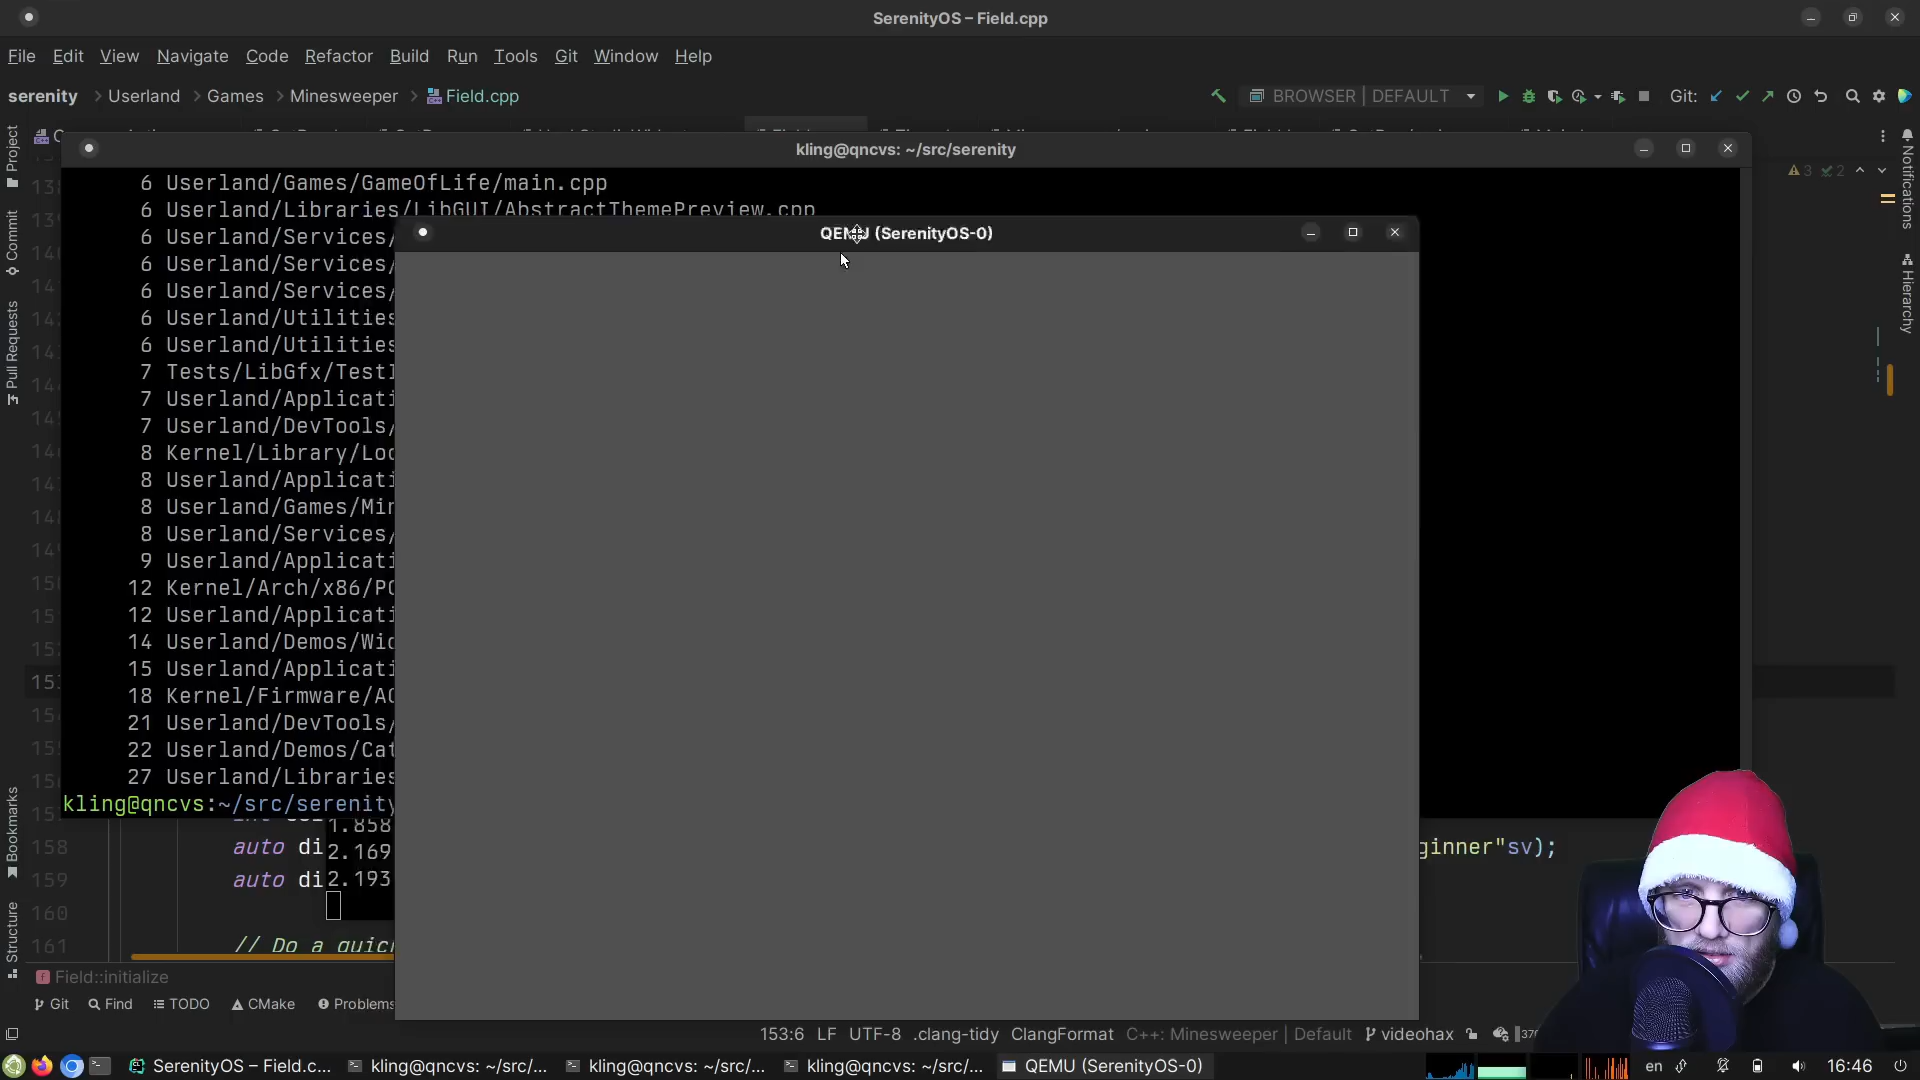 SerenityOS – Field.cpp
File Edit View Navigate Code Refactor Build Run Tools Git Window Help
serenity Userland Games Minesweeper Field.cpp
BROWSER | DEFAULT
Git:
kling@qncvs: ~/src/serenity
3 2
6 Userland/Games/GameOfLife/main.cpp
6 Userland/Libraries/LibGUI/AbstractThemePreview.cpp
6 Userland/Services/
6 Userland/Services/
6 Userland/Services/
6 Userland/Utilities
6 Userland/Utilities
7 Tests/LibGfx/Test
7 Userland/Applicati
7 Userland/DevTools/
8 Kernel/Library/Loc
8 Userland/Applicati
8 Userland/Games/Min
8 Userland/Services/
9 Userland/Applicati
12 Kernel/Arch/x86/PC
12 Userland/Applicati
14 Userland/Demos/Wid
15 Userland/Applicati
18 Kernel/Firmware/AC
21 Userland/DevTools/
22 Userland/Demos/Cat
27 Userland/Libraries
kling@qncvs:~/src/serenity
QEMU (SerenityOS-0)
1.858
2.169
2.193
158 auto di
ginner"sv);
159 auto di
160
161 // Do a quic
Project
Commit
Pull Requests
Bookmarks
Structure
Notifications
Hierarchy
Field::initialize
Git Find TODO CMake Problems
153:6 LF UTF-8 .clang-tidy ClangFormat C++: Minesweeper | Default videohax
SerenityOS – Field.c... kling@qncvs: ~/src/... kling@qncvs: ~/src/... kling@qncvs: ~/src/... QEMU (SerenityOS-0)
en 16:46